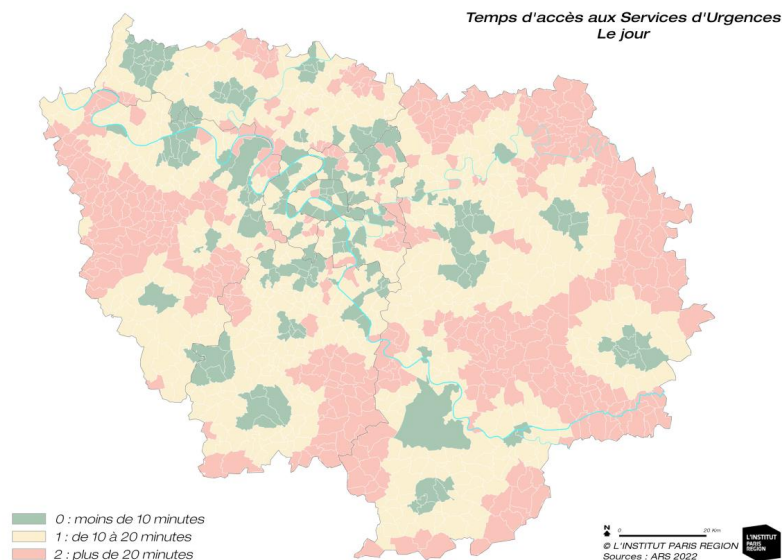 Temps d'accès aux Services d'Urgences
Le jour
0 : moins de 10 minutes
1 : de 10 à 20 minutes
2 : plus de 20 minutes
N
0 20 Km
© L'INSTITUT PARIS REGION
Sources : ARS 2022
L'INSTITUT
PARIS
REGION